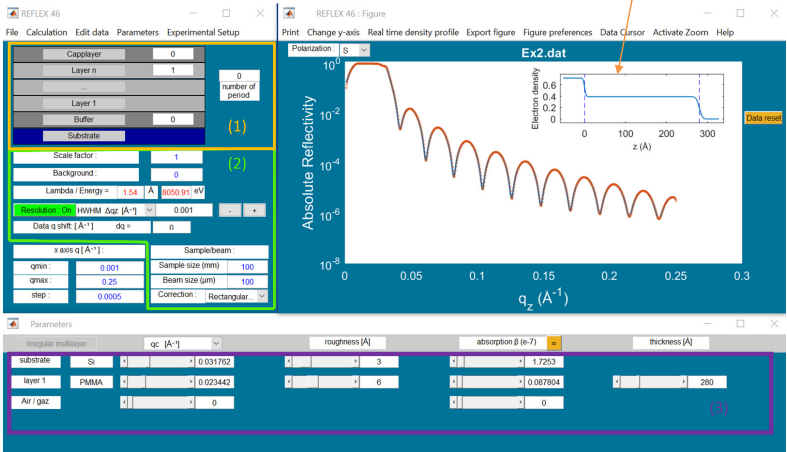 REFLEX 46
File Calculation Edit data Parameters Experimental Setup
Capplayer 0
Layer n 1
...
Layer 1
Buffer 0
Substrate
0
number of
period
(1)
Scale factor : 1
(2)
Background : 0
Lambda / Energy = 1.54 Å 8050.91 eV
Resolution : On HWHM Δqz [Å⁻¹] 0.001 - +
Data q shift: [ Å⁻¹ ] dq = 0
x axis q [ Å⁻¹ ] :
qmin : 0.001
qmax : 0.25
step : 0.0005
Sample/beam :
Sample size (mm) 100
Beam size (µm) 100
Correction : Rectangular...
REFLEX 46 : Figure
Print Change y-axis Real time density profile Export figure Figure preferences Data Cursor Activate Zoom Help
Polarization : S
Ex2.dat
Absolute Reflectivity
10⁰
10⁻²
10⁻⁴
10⁻⁶
10⁻⁸
0 0.05 0.1 0.15 0.2 0.25 0.3
q_z (Å⁻¹)
Electron density
0.6
0.4
0.2
0
0 100 200 300
z (Å)
Data reset
Parameters
Irregular multilayer qc [Å⁻¹] roughness [Å] absorption β (e-7) thickness [Å]
substrate Si 0.031762 3 1.7253
layer 1 PMMA 0.023442 6 0.087804 280
Air / gaz 0 0
(3)